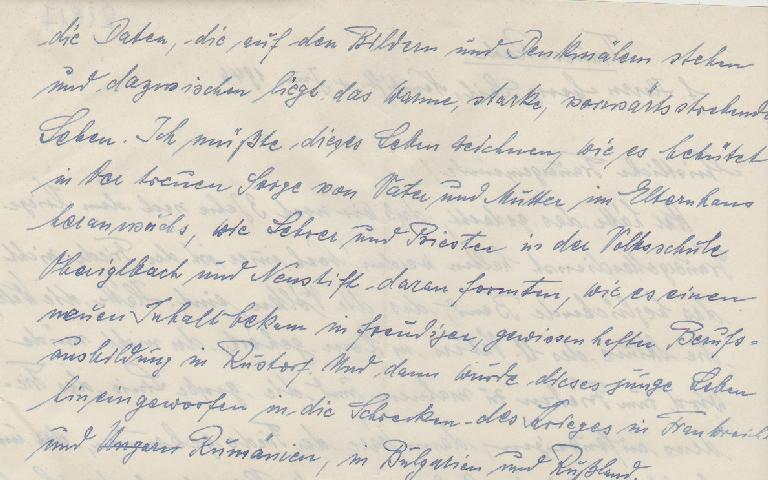 die Daten, die auf den Bildern und Denkmälern stehen
und dazwischen liegt das warme, starke, vorwärtsstrebende
Leben. Ich müßte dieses Leben zeichnen, wie es behütet
in der treuen Sorge von Vater und Mutter im Elternhaus
heranwuchs, wie Lehrer und Priester in der Volksschule
Oberiglbach und Neustift daran formten, wie es einen
neuen Inhalt bekam in freudiger, gewissenhafter Berufs-
ausbildung in Rustorf. Und dann wurde dieses junge Leben
hineingeworfen in die Schrecken des Krieges in Frankreich
und Ungarn Rumänien, in Bulgarien und Rußland.